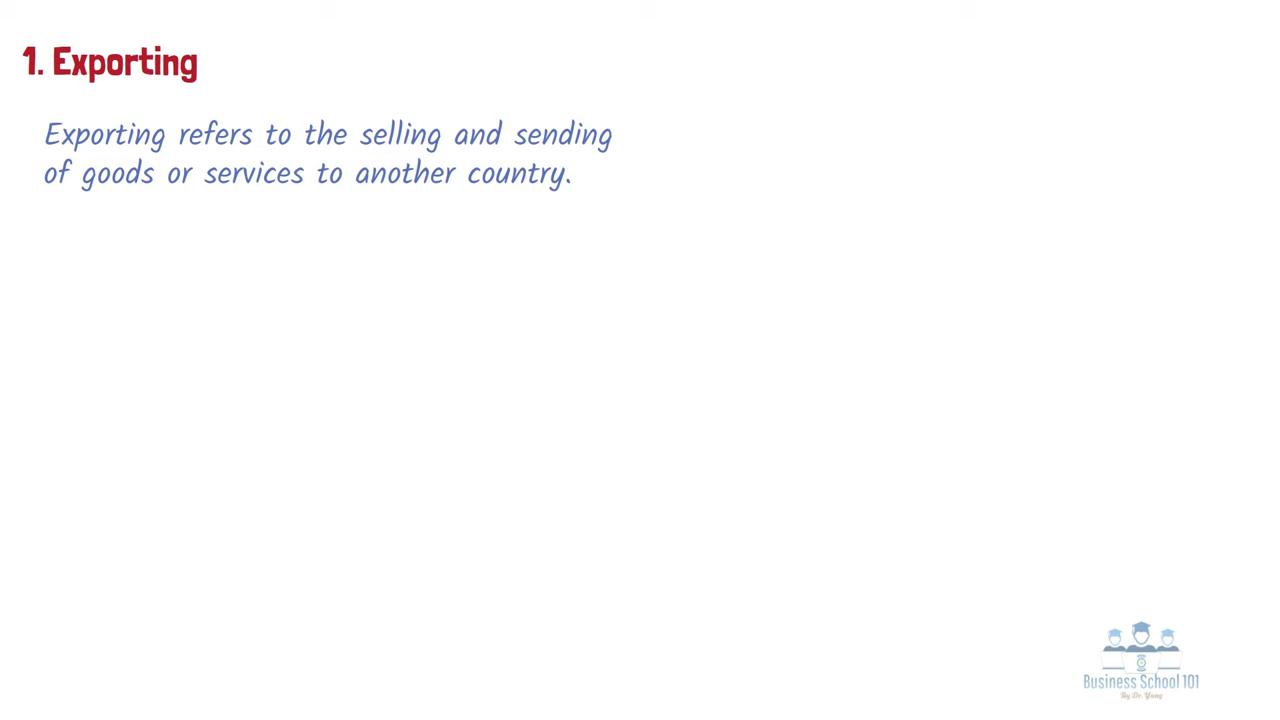 1. Exporting
Exporting refers to the selling and sending
of goods or services to another country.
Business School 101
By Dr. Yang